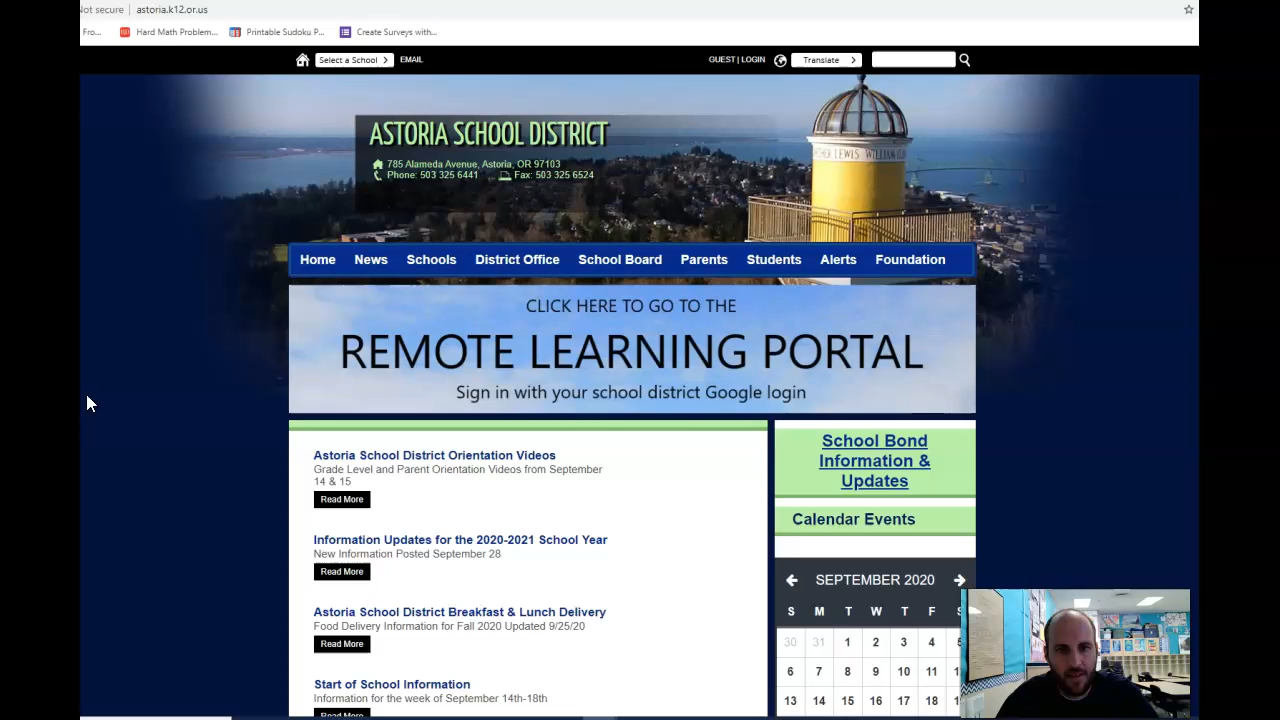 Not secure astoria.k12.or.us
Fro... Hard Math Problem... Printable Sudoku P... Create Surveys with...
Select a School EMAIL GUEST | LOGIN Translate
ASTORIA SCHOOL DISTRICT
785 Alameda Avenue, Astoria, OR 97103
Phone: 503 325 6441 Fax: 503 325 6524
LEWIS WILLIAM
Home News Schools District Office School Board Parents Students Alerts Foundation
CLICK HERE TO GO TO THE
REMOTE LEARNING PORTAL
Sign in with your school district Google login
Astoria School District Orientation Videos
Grade Level and Parent Orientation Videos from September
14 & 15
Read More
Information Updates for the 2020-2021 School Year
New Information Posted September 28
Read More
Astoria School District Breakfast & Lunch Delivery
Food Delivery Information for Fall 2020 Updated 9/25/20
Read More
Start of School Information
Information for the week of September 14th-18th
Read More
School Bond
Information &
Updates
Calendar Events
SEPTEMBER 2020
S M T W T F S
30 31 1 2 3 4 5
6 7 8 9 10 11
13 14 15 16 17 18